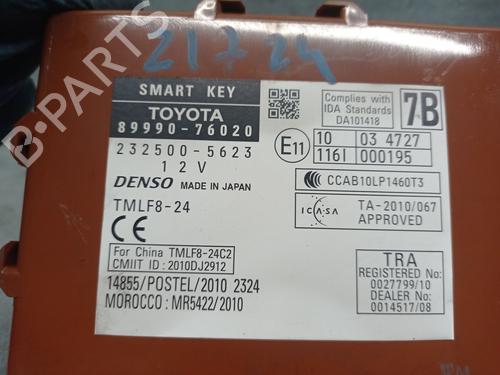 21724
SMART KEY
TOYOTA
89990-76020
232500-5623
12V
DENSO MADE IN JAPAN
TMLF8-24
CE
For China TMLF8-24C2
CMIIT ID : 2010DJ2912
14855/POSTEL/2010 2324
MOROCCO : MR5422/2010
Complies with
IDA Standards
DA101418
7B
E11
10 03 4727
116I 000195
CCAB10LP1460T3
ICASA
TA-2010/067
APPROVED
TRA
REGISTERED No:
0027799/10
DEALER No:
0014517/08
B-PARTS